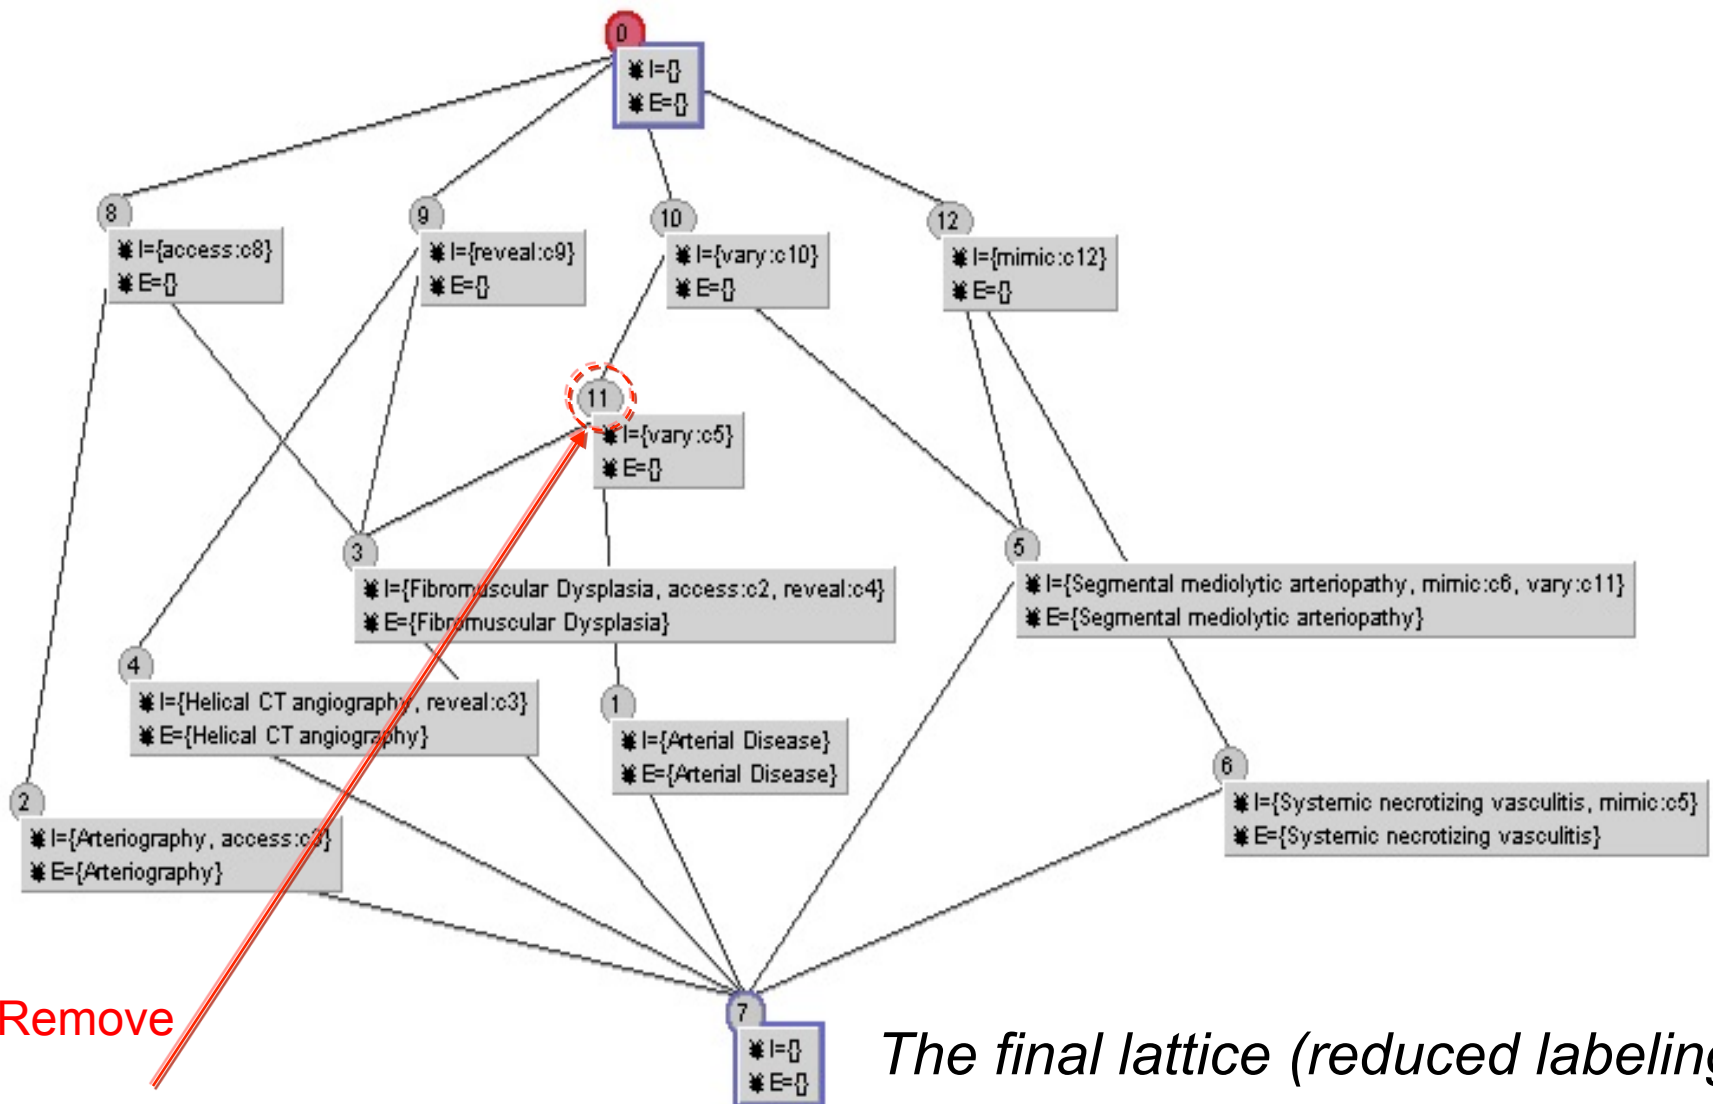 0
I={}
E={}
8
I={access:c8}
E={}
9
I={reveal:c9}
E={}
10
I={vary:c10}
E={}
12
I={mimic:c12}
E={}
11
I={vary:c5}
E={}
3
I={Fibromuscular Dysplasia, access:c2, reveal:c4}
E={Fibromuscular Dysplasia}
5
I={Segmental mediolytic arteriopathy, mimic:c6, vary:c11}
E={Segmental mediolytic arteriopathy}
4
I={Helical CT angiography, reveal:c3}
E={Helical CT angiography}
1
I={Arterial Disease}
E={Arterial Disease}
6
I={Systemic necrotizing vasculitis, mimic:c5}
E={Systemic necrotizing vasculitis}
2
I={Arteriography, access:c3}
E={Arteriography}
Remove
7
I={}
E={}
The final lattice (reduced labeling